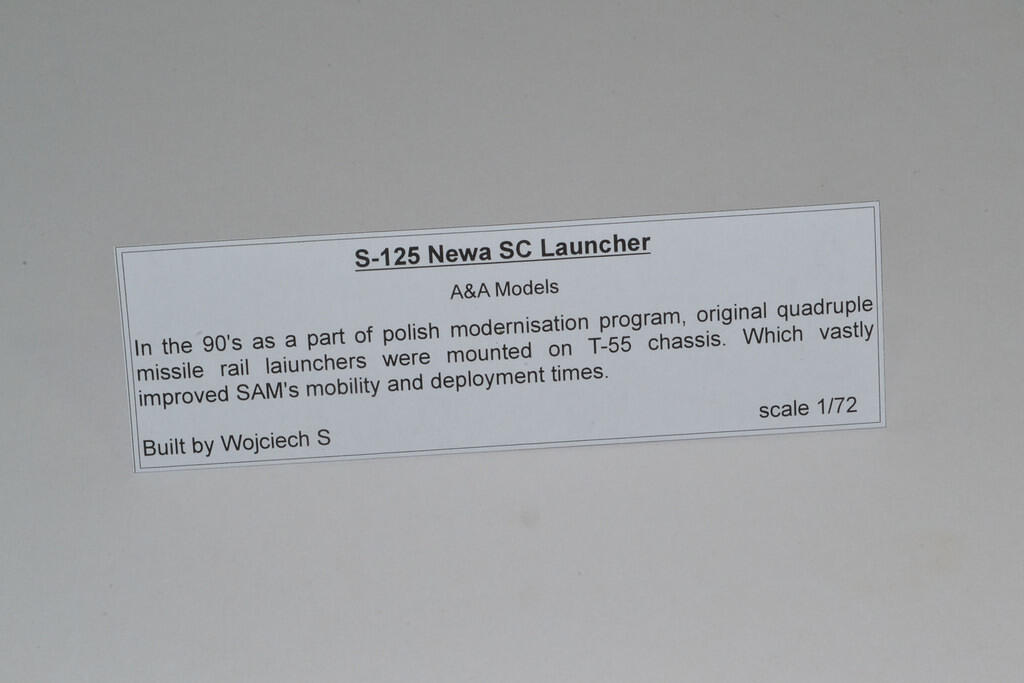 S-125 Newa SC Launcher
A&A Models
In the 90's as a part of polish modernisation program, original quadruple
missile rail laiunchers were mounted on T-55 chassis. Which vastly
improved SAM's mobility and deployment times.
scale 1/72
Built by Wojciech S